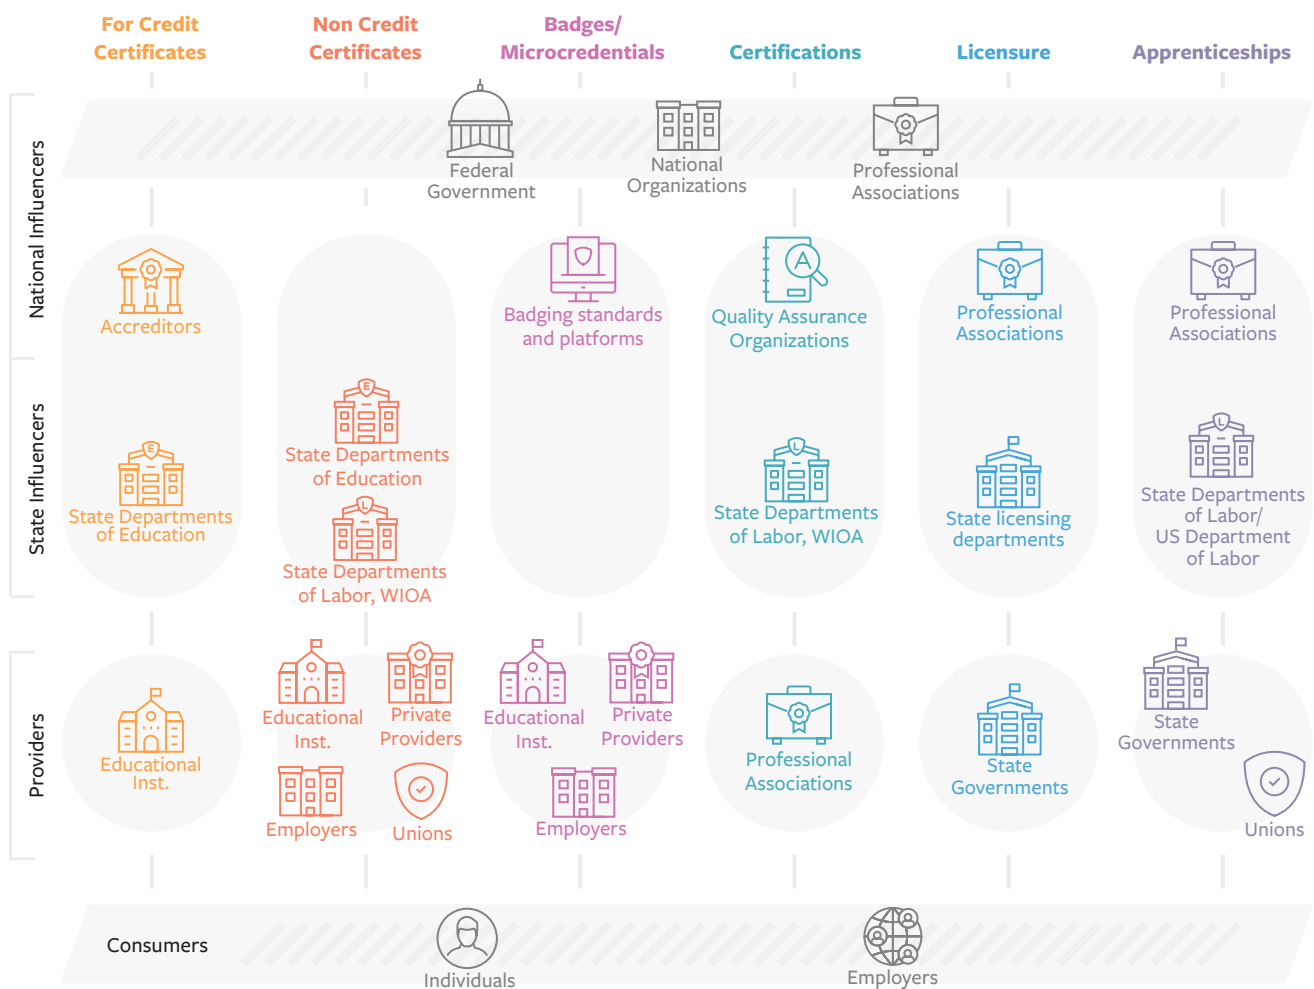 For Credit
Certificates
Non Credit
Certificates
Badges/
Microcredentials
Certifications
Licensure
Apprenticeships
National Influencers
Federal
Government
National
Organizations
Professional
Associations
Accreditors
Badging standards
and platforms
A
Quality Assurance
Organizations
Professional
Associations
Professional
Associations
State Influencers
E
State Departments
of Education
E
State Departments
of Education
L
State Departments
of Labor, WIOA
L
State Departments
of Labor, WIOA
State licensing
departments
L
State Departments
of Labor/
US Department
of Labor
Providers
Educational
Inst.
Educational
Inst.
Private
Providers
Employers
Unions
Educational
Inst.
Private
Providers
Employers
Professional
Associations
State
Governments
State
Governments
Unions
Consumers
Individuals
Employers